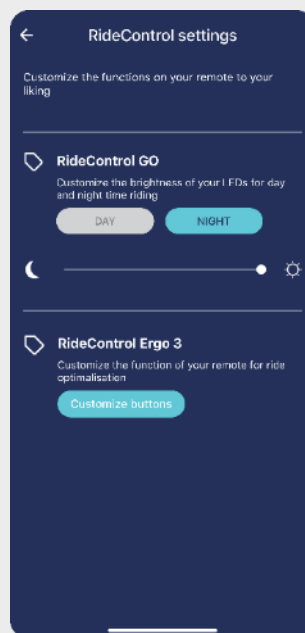 RideControl settings
Customize the functions on your remote to your
liking
RideControl GO
Customize the brightness of your LEDs for day
and night time riding
DAY NIGHT
RideControl Ergo 3
Customize the function of your remote for ride
optimalisation
Customize buttons